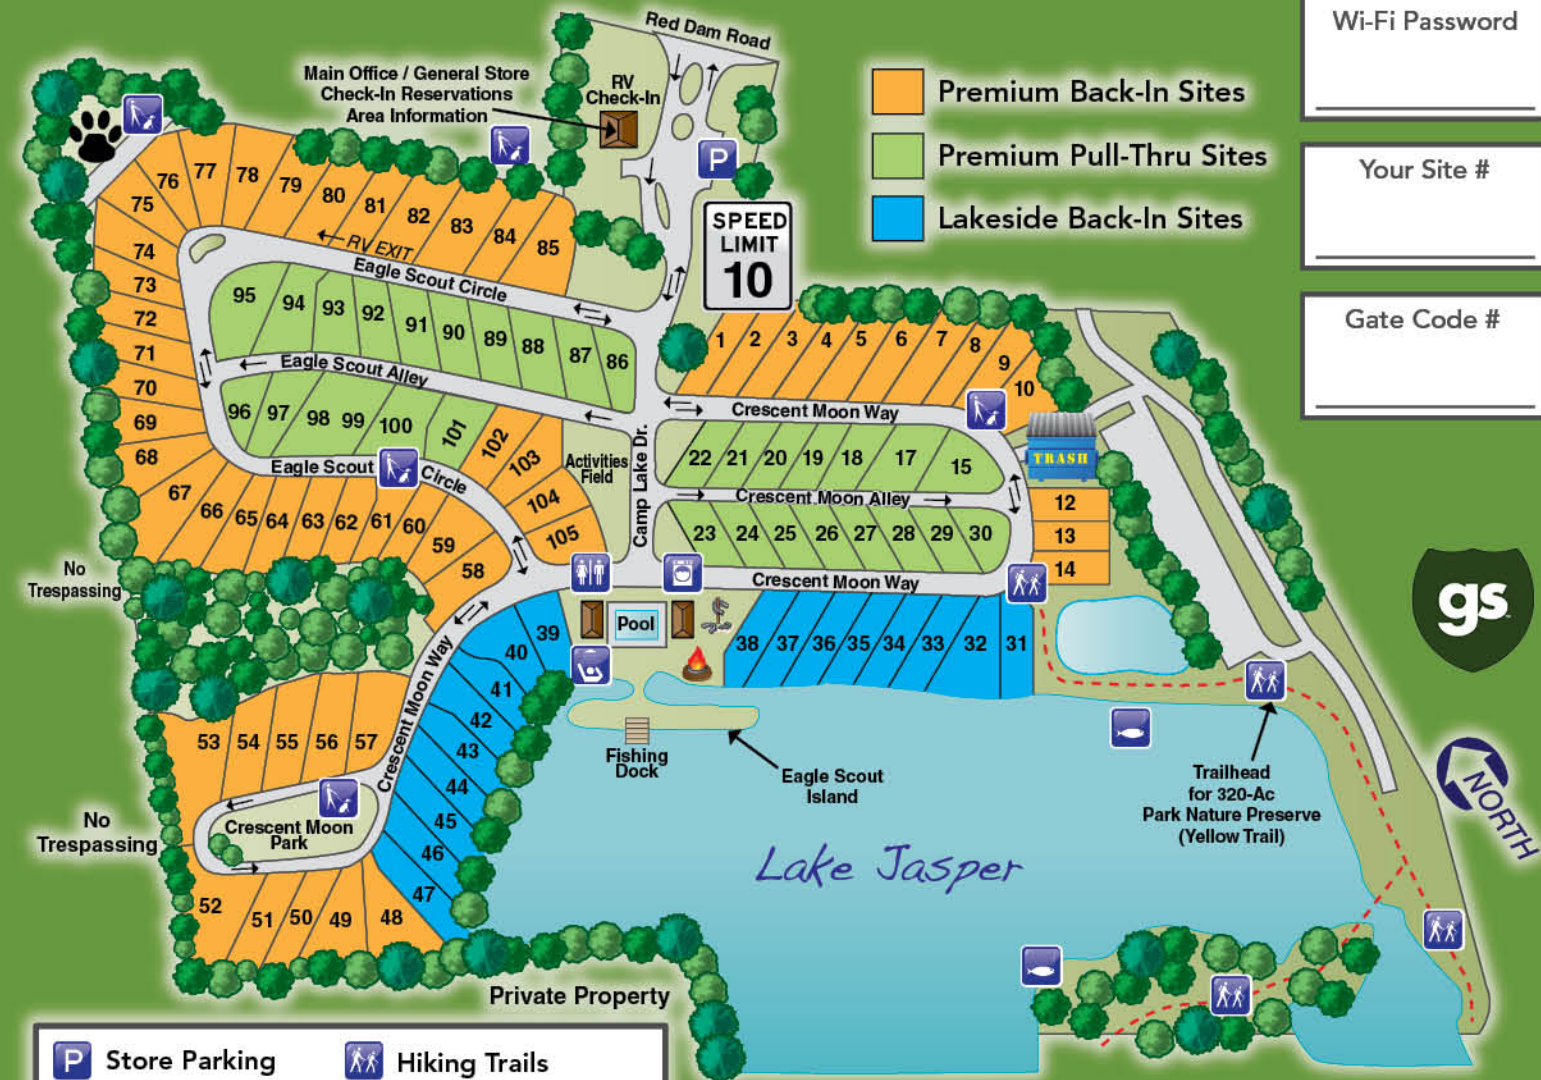 Red Dam Road
Main Office / General Store
Check-In Reservations
Area Information
RV
Check-In
P
SPEED
LIMIT
10
Premium Back-In Sites
Premium Pull-Thru Sites
Lakeside Back-In Sites
Wi-Fi Password
Your Site #
Gate Code #
77
78
76
79
80
81
82
83
84
85
75
74
73
72
71
70
69
68
RV EXIT
Eagle Scout Circle
95
94
93
92
91
90
89
88
87
86
Eagle Scout Alley
96
97
98
99
100
101
102
103
104
105
Eagle Scout Circle
Activities
Field
Camp Lake Dr.
1
2
3
4
5
6
7
8
9
10
Crescent Moon Way
TRASH
22
21
20
19
18
17
15
Crescent Moon Alley
23
24
25
26
27
28
29
30
12
13
14
Crescent Moon Way
67
66
65
64
63
62
61
60
59
58
No
Trespassing
Pool
39
40
41
42
43
44
45
46
47
38
37
36
35
34
33
32
31
Crescent Moon Way
53
54
55
56
57
Crescent Moon
Park
52
51
50
49
48
No
Trespassing
Fishing
Dock
Eagle Scout
Island
Trailhead
for 320-Ac
Park Nature Preserve
(Yellow Trail)
gs
NORTH
Lake Jasper
Private Property
P Store Parking
Hiking Trails